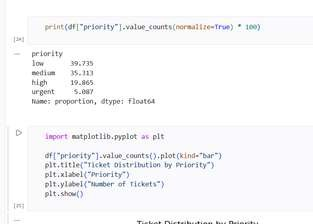 print(df["priority"].value_counts(normalize=True) * 100)
[24]
priority
low 39.735
medium 35.313
high 19.865
urgent 5.087
Name: proportion, dtype: float64
import matplotlib.pyplot as plt
df["priority"].value_counts().plot(kind="bar")
plt.title("Ticket Distribution by Priority")
plt.xlabel("Priority")
plt.ylabel("Number of Tickets")
plt.show()
[25]
Ticket Distribution by Priority